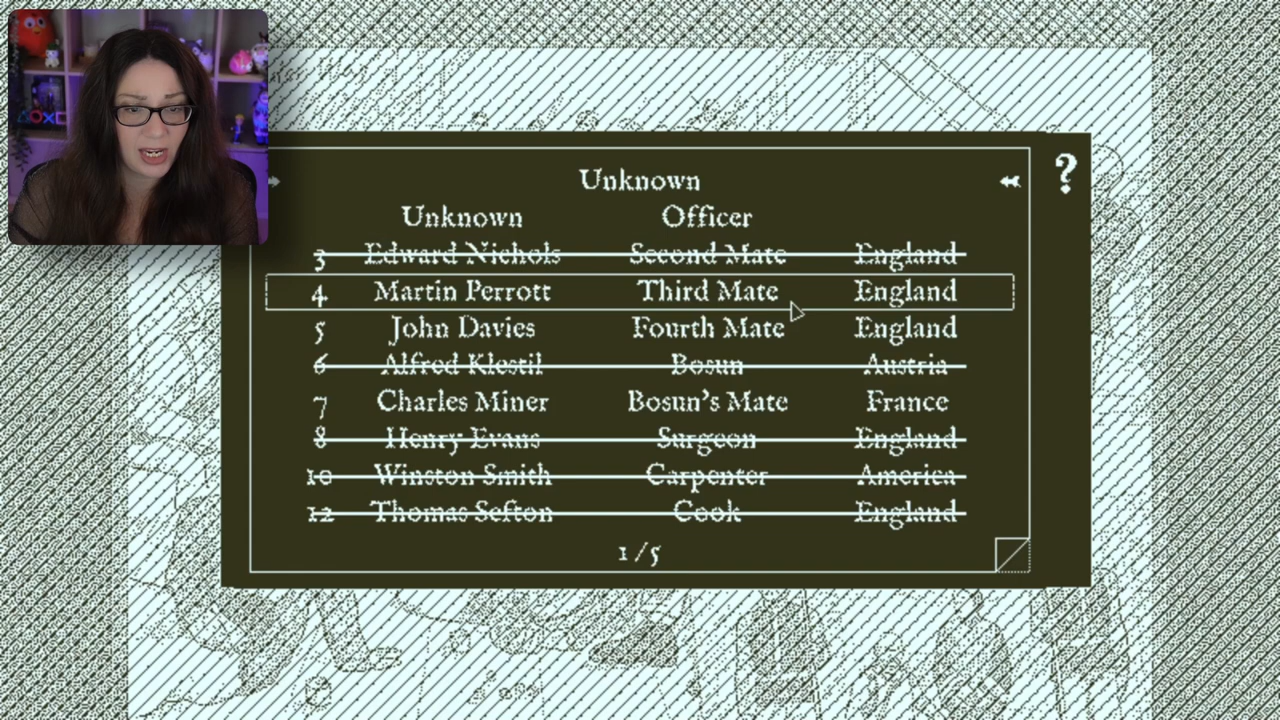 Unknown
?
Unknown Officer
3 Edward Nichols Second Mate England
4 Martin Perrott Third Mate England
5 John Davies Fourth Mate England
6 Alfred Klestil Bosun Austria
7 Charles Miner Bosun's Mate France
8 Henry Evans Surgeon England
10 Winston Smith Carpenter America
12 Thomas Sefton Cook England
1/5